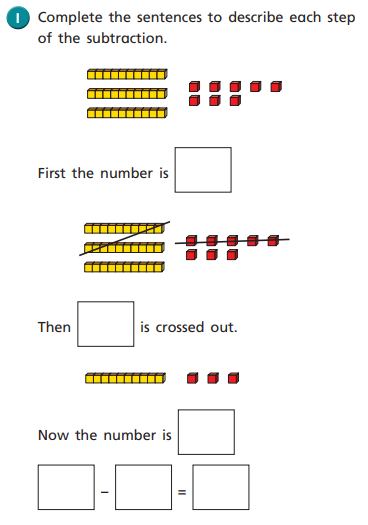 1 Complete the sentences to describe each step
of the subtraction.
First the number is
Then is crossed out.
Now the number is
- =